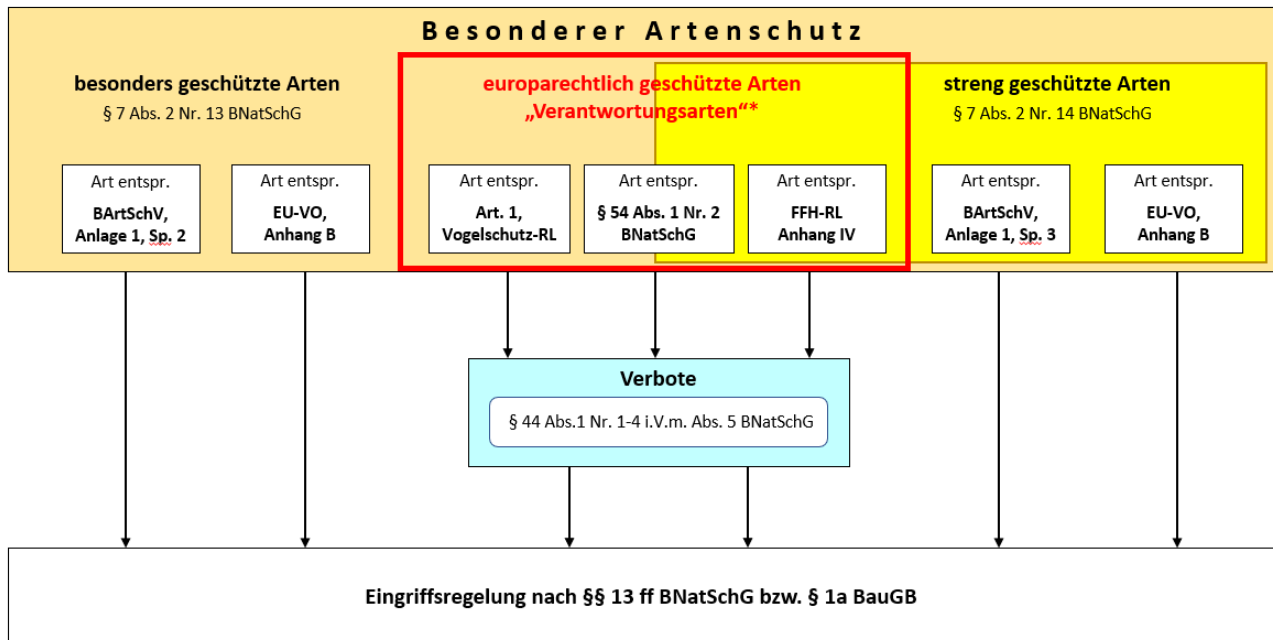 Besonderer Artenschutz
besonders geschützte Arten
§ 7 Abs. 2 Nr. 13 BNatSchG
europarechtlich geschützte Arten
„Verantwortungsarten“*
streng geschützte Arten
§ 7 Abs. 2 Nr. 14 BNatSchG
Art entspr.
BArtSchV,
Anlage 1, Sp. 2
Art entspr.
EU-VO,
Anhang B
Art entspr.
Art. 1,
Vogelschutz-RL
Art entspr.
§ 54 Abs. 1 Nr. 2
BNatSchG
Art entspr.
FFH-RL
Anhang IV
Art entspr.
BArtSchV,
Anlage 1, Sp. 3
Art entspr.
EU-VO,
Anhang B
Verbote
§ 44 Abs.1 Nr. 1-4 i.V.m. Abs. 5 BNatSchG
Eingriffsregelung nach §§ 13 ff BNatSchG bzw. § 1a BauGB